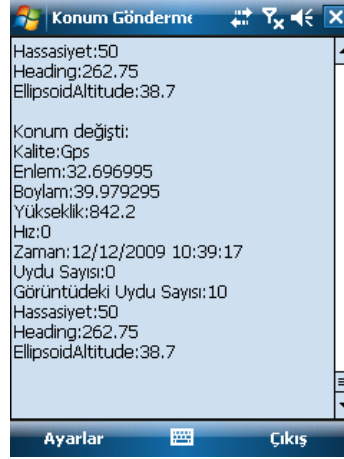 Konum Gönderme
Hassasiyet:50
Heading:262.75
EllipsoidAltitude:38.7
Konum değişti:
Kalite:Gps
Enlem:32.696995
Boylam:39.979295
Yükseklik:842.2
Hız:0
Zaman:12/12/2009 10:39:17
Uydu Sayısı:0
Görüntüdeki Uydu Sayısı:10
Hassasiyet:50
Heading:262.75
EllipsoidAltitude:38.7
Ayarlar Çıkış